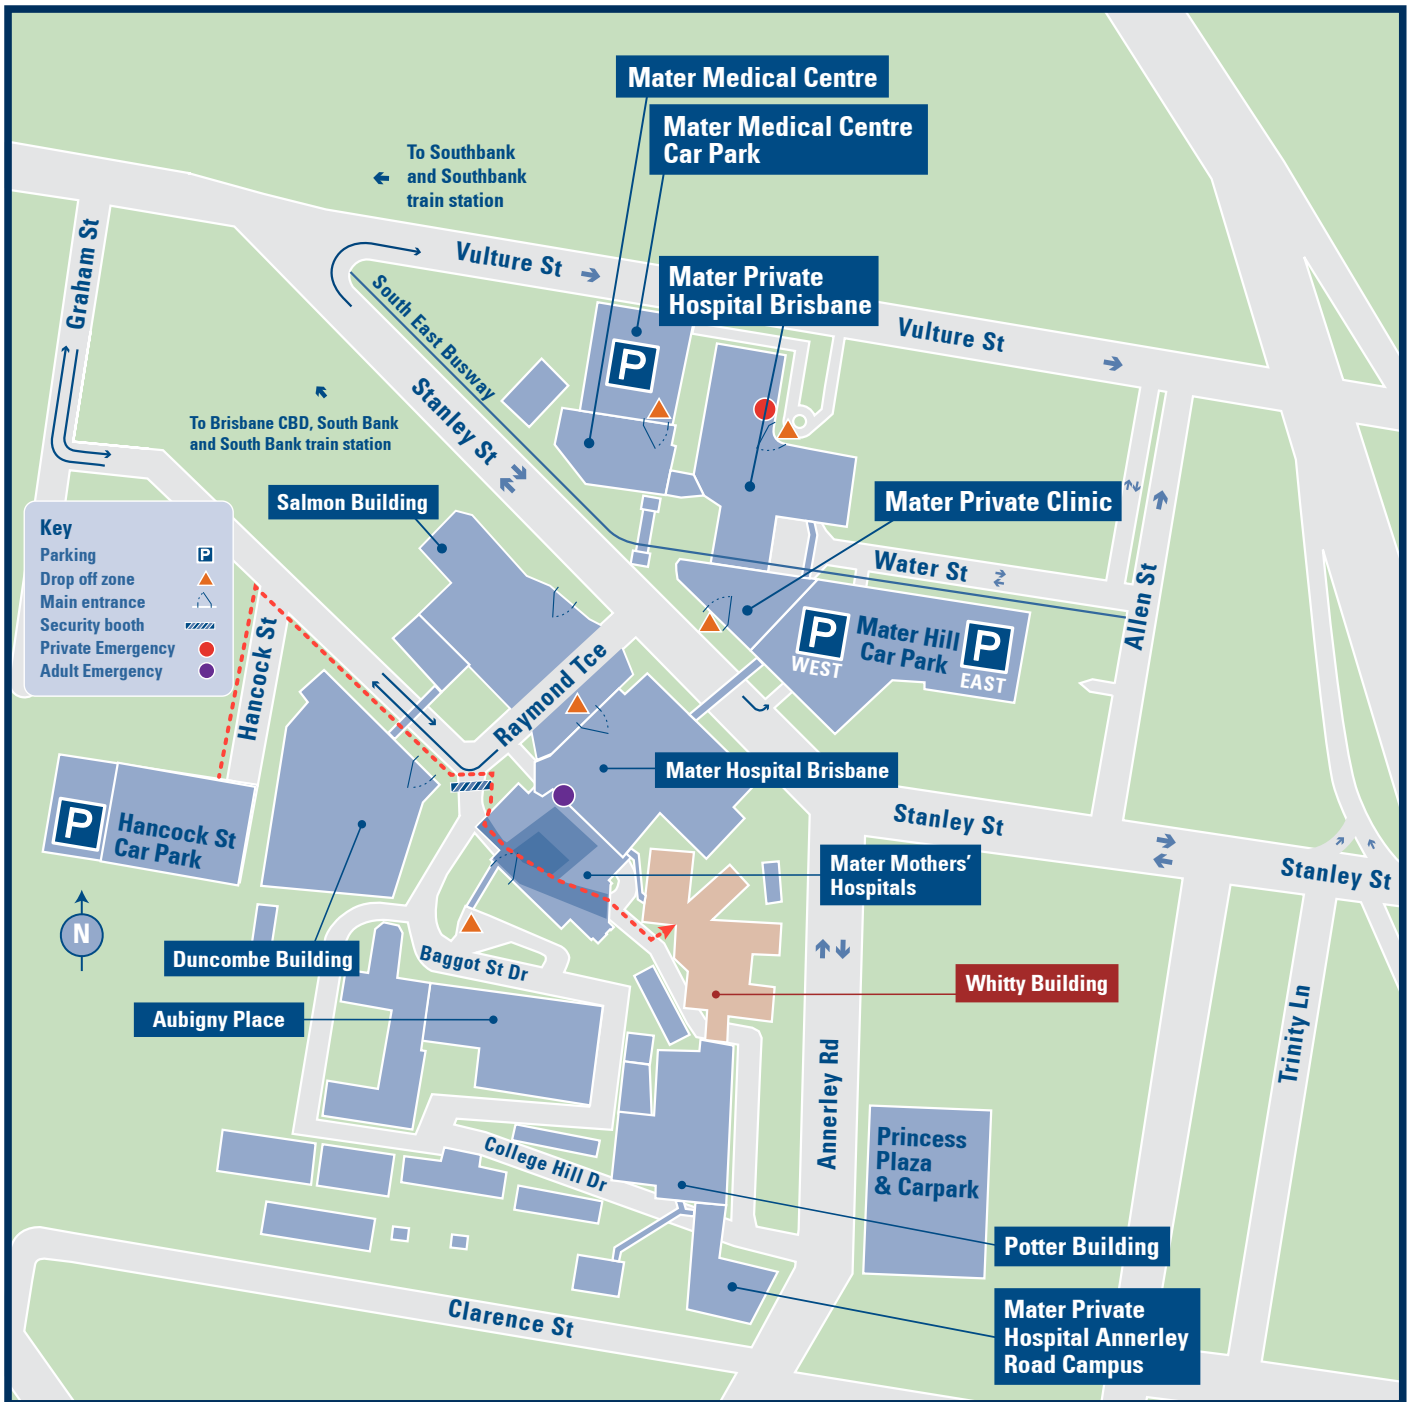 Mater Medical Centre
Mater Medical Centre
Car Park
To Southbank
and Southbank
train station
Vulture St
Graham St
Mater Private
Hospital Brisbane
South East Busway
Vulture St
P
Stanley St
To Brisbane CBD, South Bank
and South Bank train station
Salmon Building
Mater Private Clinic
Key
Parking
P
Drop off zone
Main entrance
Security booth
Private Emergency
Adult Emergency
Water St
Allen St
P
WEST
Mater Hill
Car Park
P
EAST
Hancock St
Raymond Tce
Mater Hospital Brisbane
P
Hancock St
Car Park
Stanley St
Stanley St
Mater Mothers’
Hospitals
N
Duncombe Building
Baggot St Dr
Whitty Building
Aubigny Place
Annerley Rd
Trinity Ln
Princess
Plaza
& Carpark
College Hill Dr
Potter Building
Clarence St
Mater Private
Hospital Annerley
Road Campus